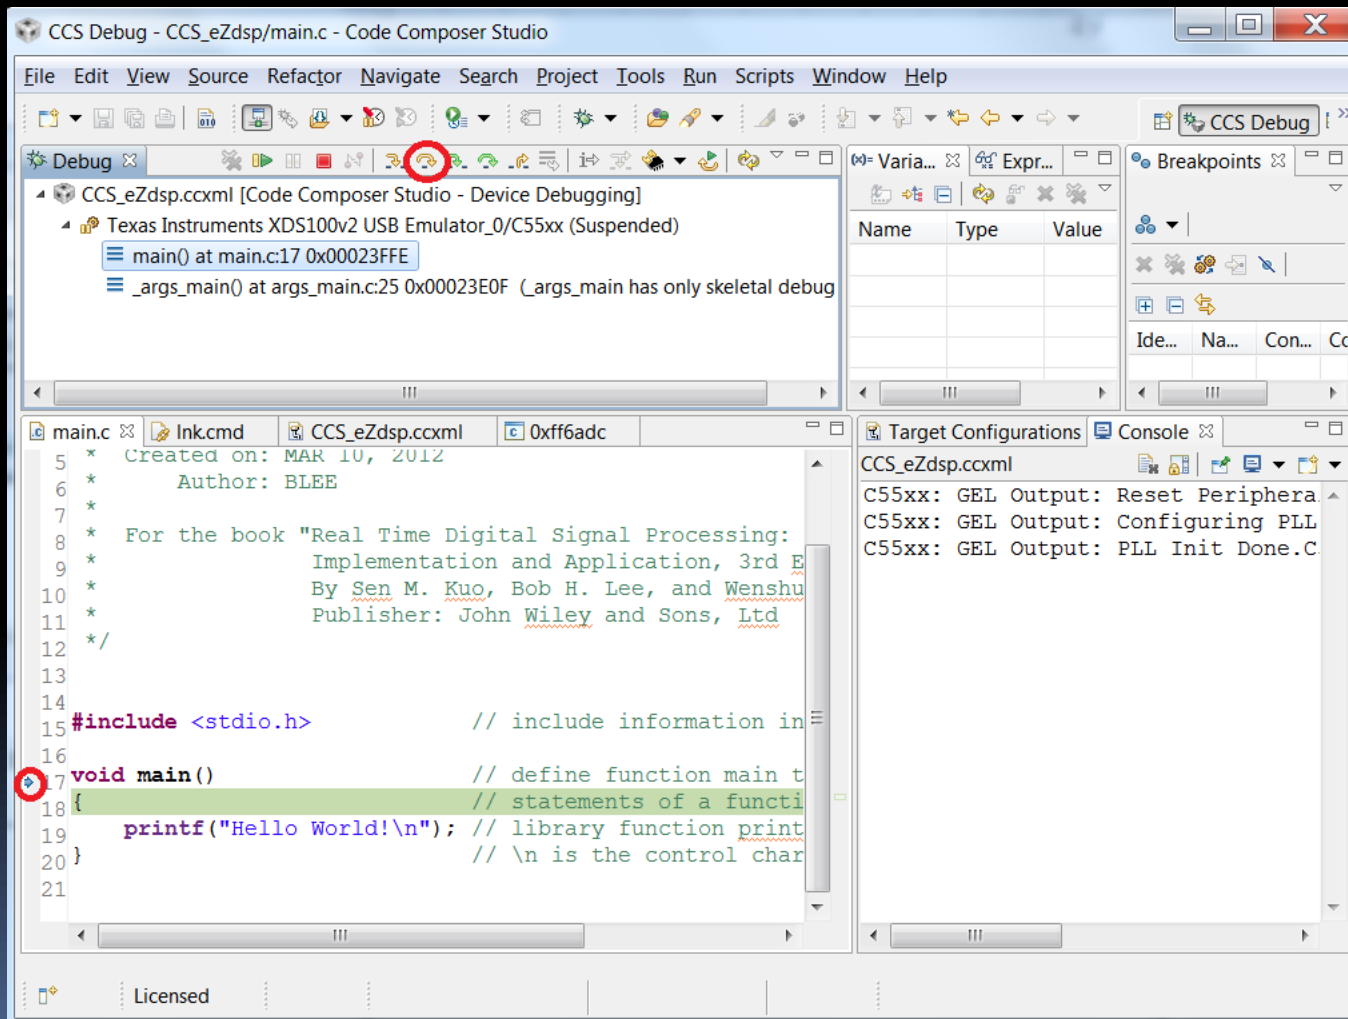 CCS Debug - CCS_eZdsp/main.c - Code Composer Studio
File Edit View Source Refactor Navigate Search Project Tools Run Scripts Window Help
CCS Debug
Debug
CCS_eZdsp.ccxml [Code Composer Studio - Device Debugging]
Texas Instruments XDS100v2 USB Emulator_0/C55xx (Suspended)
main() at main.c:17 0x00023FFE
_args_main() at args_main.c:25 0x00023E0F (_args_main has only skeletal debug
(x)= Varia... Expr...
Name Type Value
Breakpoints
Ide... Na... Con... Co
main.c lnk.cmd CCS_eZdsp.ccxml 0xff6adc
5 * Created on: MAR 10, 2012
6 * Author: BLEE
7 *
8 * For the book "Real Time Digital Signal Processing:
9 * Implementation and Application, 3rd E
10 * By Sen M. Kuo, Bob H. Lee, and Wenshu
11 * Publisher: John Wiley and Sons, Ltd
12 */
13
14
15 #include <stdio.h> // include information in
16
17 void main() // define function main t
18 { // statements of a functi
19 printf("Hello World!\n"); // library function print
20 } // \n is the control char
21
Target Configurations Console
CCS_eZdsp.ccxml
C55xx: GEL Output: Reset Periphera
C55xx: GEL Output: Configuring PLL
C55xx: GEL Output: PLL Init Done.C
Licensed